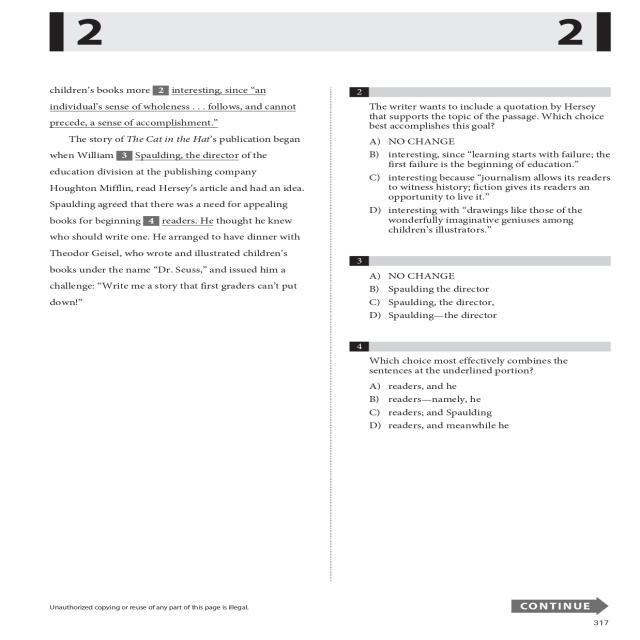 2
2
children's books more 2 interesting, since "an
individual's sense of wholeness . . . follows, and cannot
precede, a sense of accomplishment."
The story of The Cat in the Hat's publication began
when William 3 Spaulding, the director of the
education division at the publishing company
Houghton Mifflin, read Hersey's article and had an idea.
Spaulding agreed that there was a need for appealing
books for beginning 4 readers. He thought he knew
who should write one. He arranged to have dinner with
Theodor Geisel, who wrote and illustrated children's
books under the name "Dr. Seuss," and issued him a
challenge: "Write me a story that first graders can't put
down!"
2
The writer wants to include a quotation by Hersey
that supports the topic of the passage. Which choice
best accomplishes this goal?
A) NO CHANGE
B) interesting, since "learning starts with failure; the
first failure is the beginning of education."
C) interesting because "journalism allows its readers
to witness history; fiction gives its readers an
opportunity to live it."
D) interesting with "drawings like those of the
wonderfully imaginative geniuses among
children's illustrators."
3
A) NO CHANGE
B) Spaulding the director
C) Spaulding, the director,
D) Spaulding—the director
4
Which choice most effectively combines the
sentences at the underlined portion?
A) readers, and he
B) readers—namely, he
C) readers; and Spaulding
D) readers, and meanwhile he
Unauthorized copying or reuse of any part of this page is illegal.
CONTINUE
317